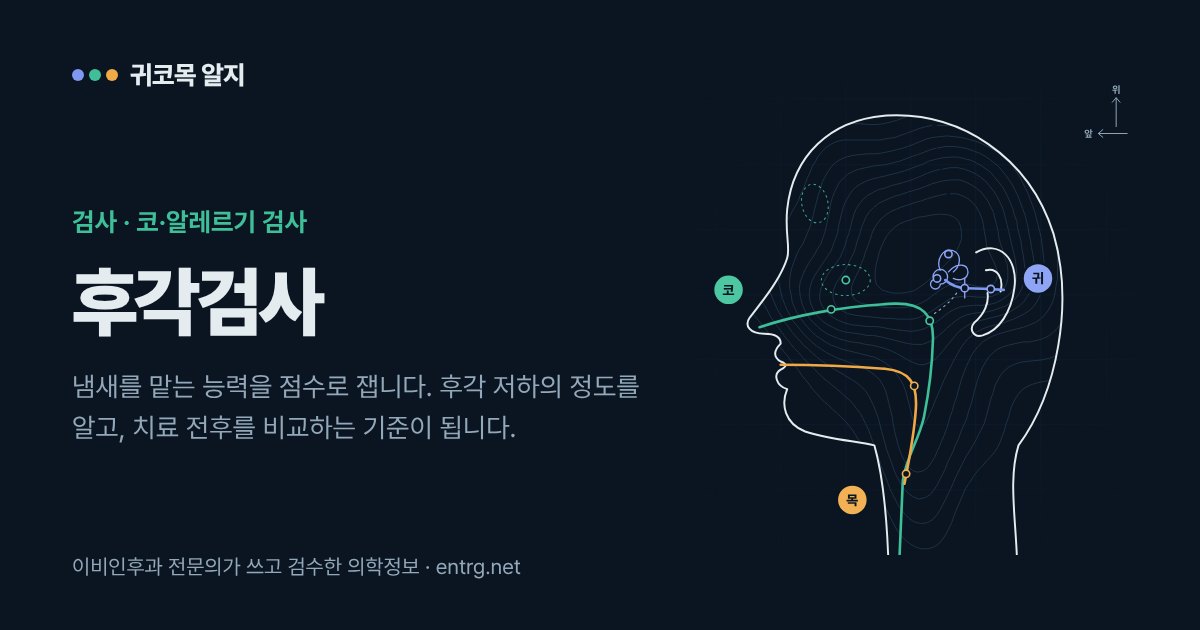 귀코목 알지
위
앞
검사 · 코·알레르기 검사
후각검사
냄새를 맡는 능력을 점수로 잽니다. 후각 저하의 정도를
알고, 치료 전후를 비교하는 기준이 됩니다.
코
귀
목
이비인후과 전문의가 쓰고 검수한 의학정보 · entrg.net